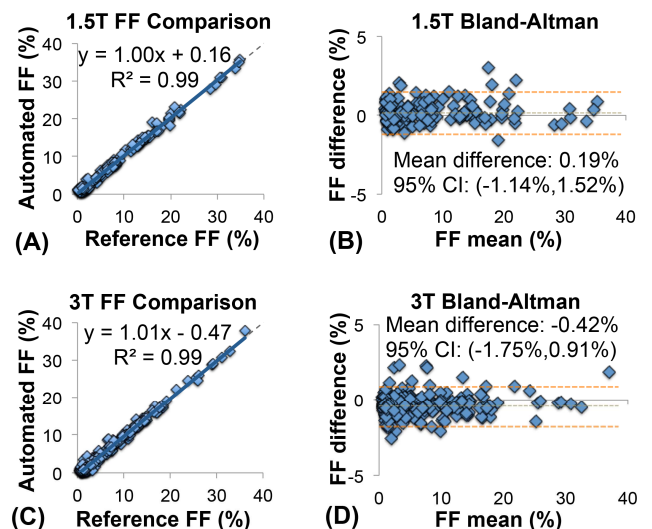 1.5T FF Comparison
Automated FF (%)
40
30
20
10
0
y = 1.00x + 0.16
R² = 0.99
0 10 20 30 40
Reference FF (%)
(A)
1.5T Bland-Altman
FF difference (%)
5
0
-5
Mean difference: 0.19%
95% CI: (-1.14%,1.52%)
0 10 20 30 40
FF mean (%)
(B)
3T FF Comparison
Automated FF (%)
40
30
20
10
0
y = 1.01x - 0.47
R² = 0.99
0 10 20 30 40
Reference FF (%)
(C)
3T Bland-Altman
FF difference (%)
5
0
-5
Mean difference: -0.42%
95% CI: (-1.75%,0.91%)
0 10 20 30 40
FF mean (%)
(D)